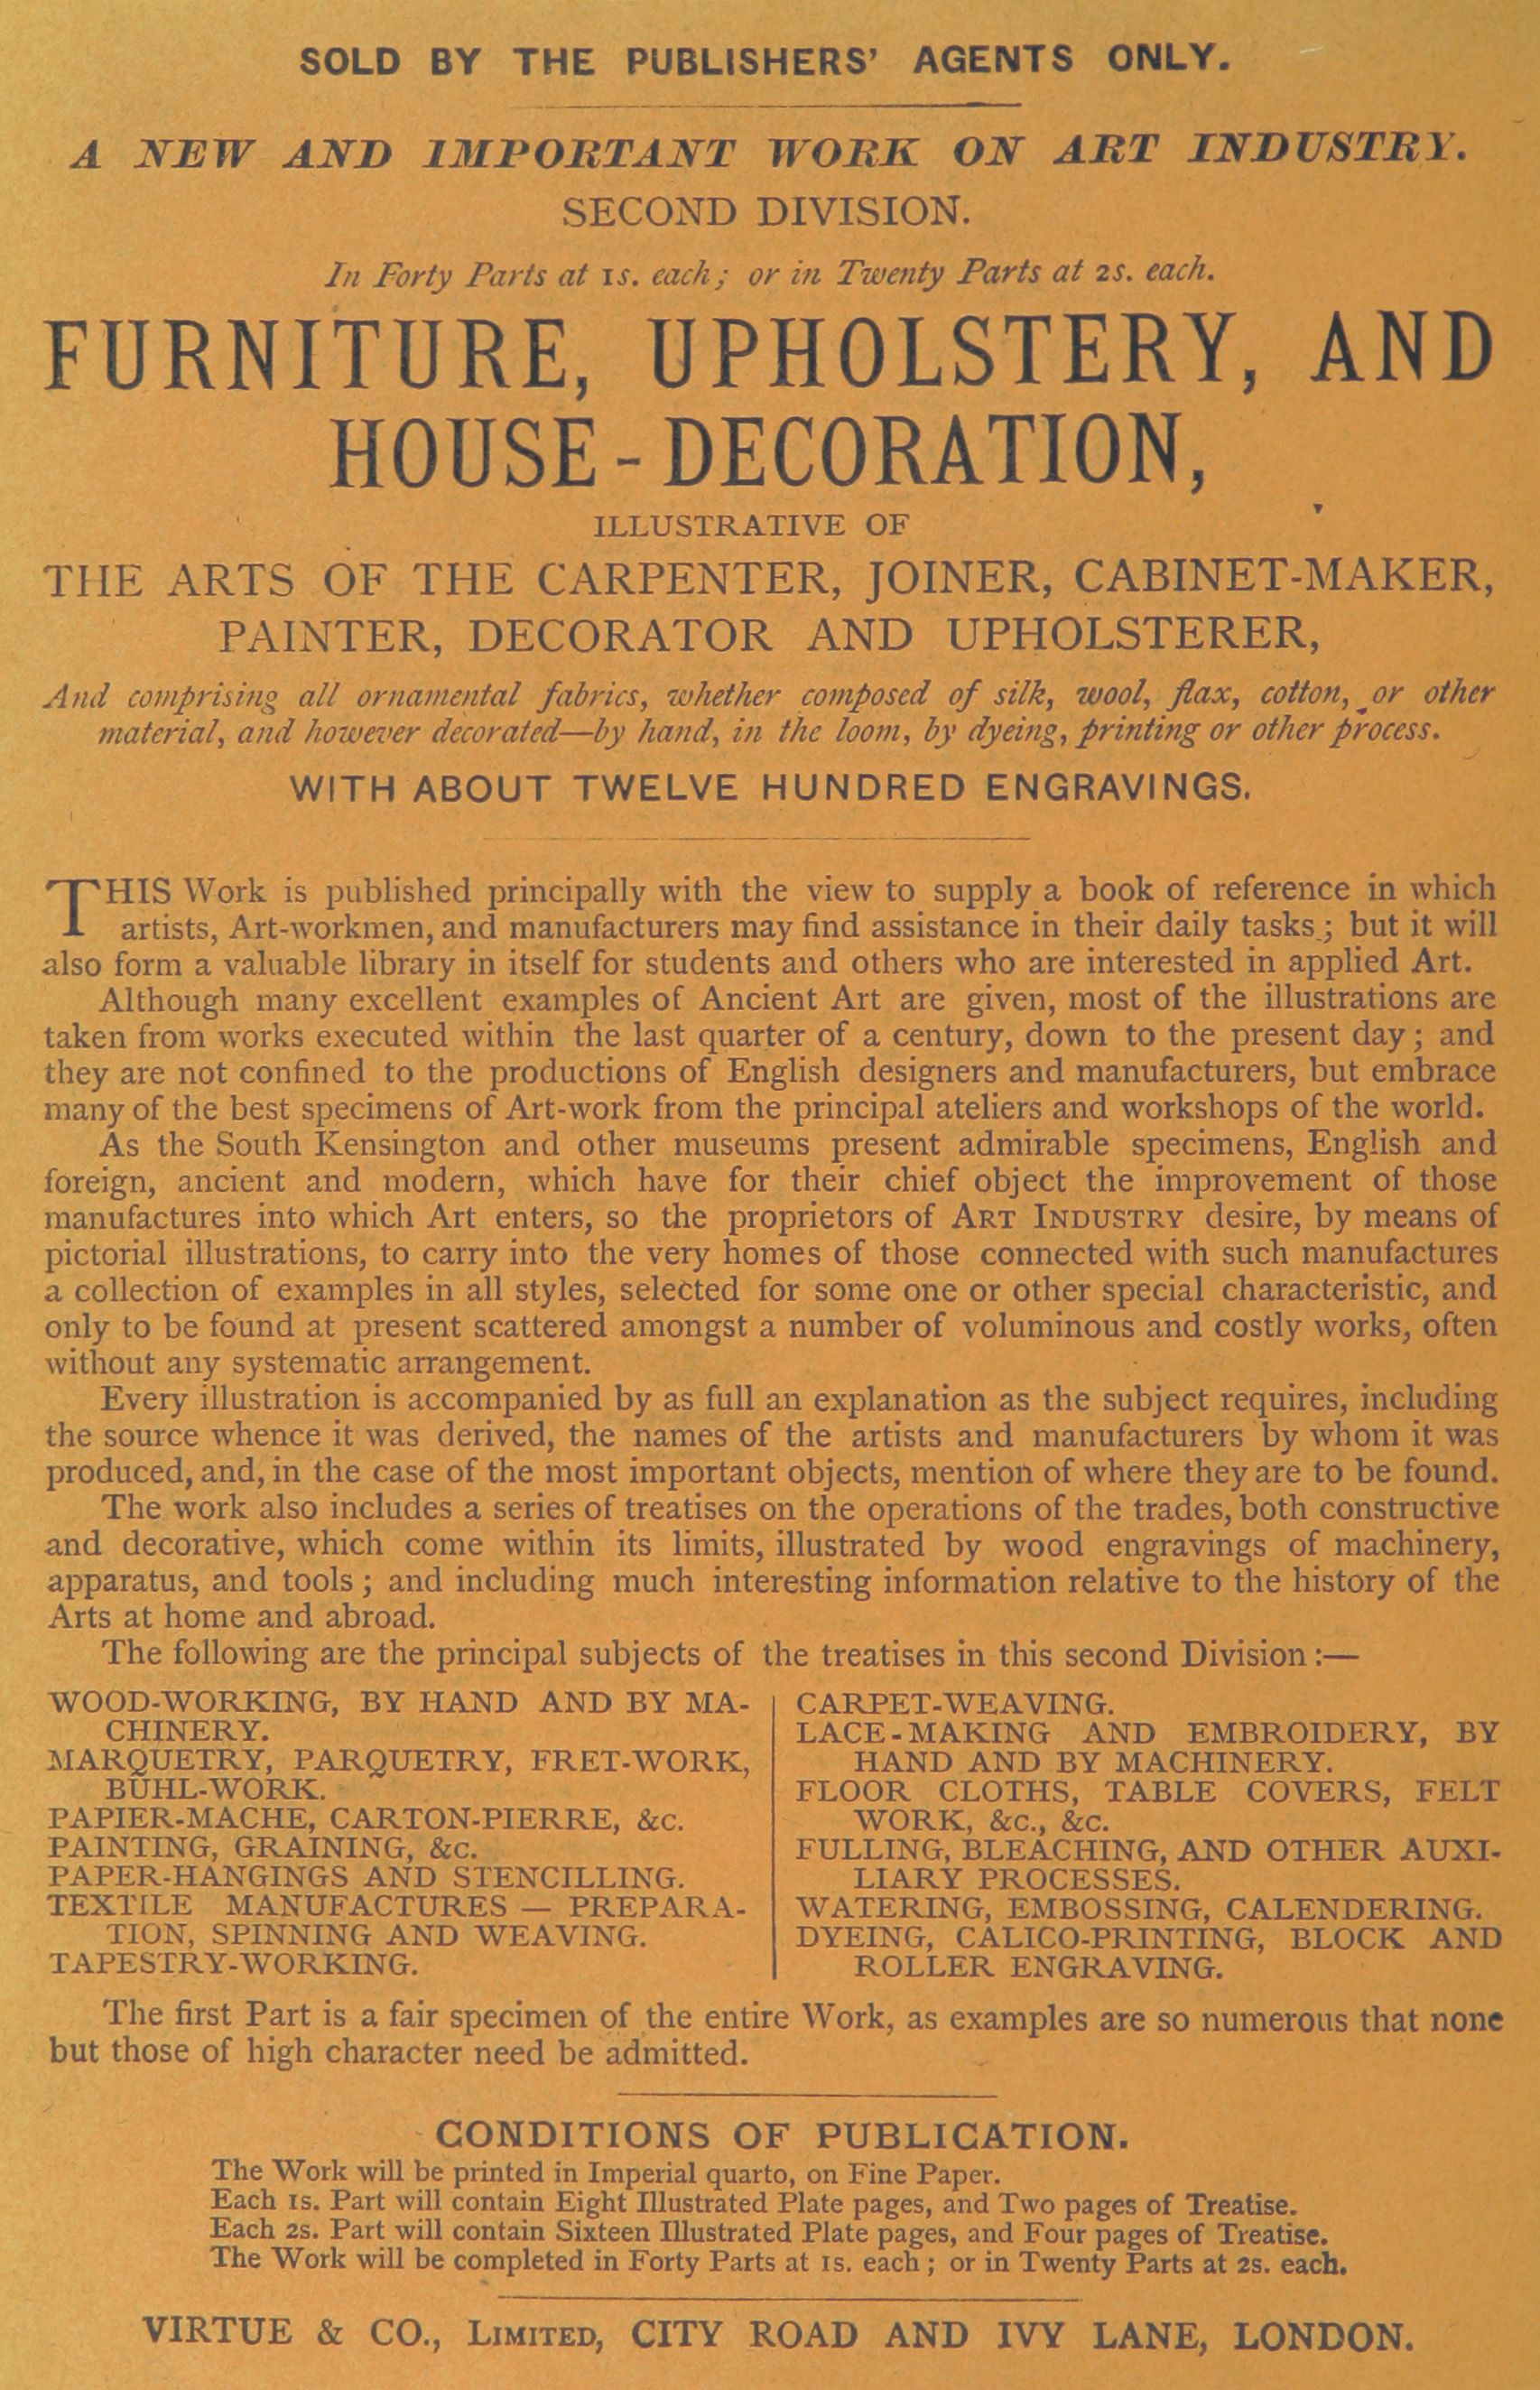 SOLD BY THE PUBLISHERS' AGENTS ONLY.
A NEW AND IMPORTANT WORK ON ART INDUSTRY.
SECOND DIVISION.
In Forty Parts at 1s. each; or in Twenty Parts at 2s. each.
FURNITURE, UPHOLSTERY, AND
HOUSE-DECORATION,
ILLUSTRATIVE OF
THE ARTS OF THE CARPENTER, JOINER, CABINET-MAKER,
PAINTER, DECORATOR AND UPHOLSTERER,
And comprising all ornamental fabrics, whether composed of silk, wool, flax, cotton, or other
material, and however decorated—by hand, in the loom, by dyeing, printing or other process.
WITH ABOUT TWELVE HUNDRED ENGRAVINGS.
THIS Work is published principally with the view to supply a book of reference in which
artists, Art-workmen, and manufacturers may find assistance in their daily tasks; but it will
also form a valuable library in itself for students and others who are interested in applied Art.
Although many excellent examples of Ancient Art are given, most of the illustrations are
taken from works executed within the last quarter of a century, down to the present day; and
they are not confined to the productions of English designers and manufacturers, but embrace
many of the best specimens of Art-work from the principal ateliers and workshops of the world.
As the South Kensington and other museums present admirable specimens, English and
foreign, ancient and modern, which have for their chief object the improvement of those
manufactures into which Art enters, so the proprietors of ART INDUSTRY desire, by means of
pictorial illustrations, to carry into the very homes of those connected with such manufactures
a collection of examples in all styles, selected for some one or other special characteristic, and
only to be found at present scattered amongst a number of voluminous and costly works, often
without any systematic arrangement.
Every illustration is accompanied by as full an explanation as the subject requires, including
the source whence it was derived, the names of the artists and manufacturers by whom it was
produced, and, in the case of the most important objects, mention of where they are to be found.
The work also includes a series of treatises on the operations of the trades, both constructive
and decorative, which come within its limits, illustrated by wood engravings of machinery,
apparatus, and tools; and including much interesting information relative to the history of the
Arts at home and abroad.
The following are the principal subjects of the treatises in this second Division:—
WOOD-WORKING, BY HAND AND BY MA-
CHINERY.
MARQUETRY, PARQUETRY, FRET-WORK,
BUHL-WORK.
PAPIER-MACHE, CARTON-PIERRE, &c.
PAINTING, GRAINING, &c.
PAPER-HANGINGS AND STENCILLING.
TEXTILE MANUFACTURES — PREPARA-
TION, SPINNING AND WEAVING.
TAPESTRY-WORKING.
CARPET-WEAVING.
LACE-MAKING AND EMBROIDERY, BY
HAND AND BY MACHINERY.
FLOOR CLOTHS, TABLE COVERS, FELT
WORK, &c., &c.
FULLING, BLEACHING, AND OTHER AUXI-
LIARY PROCESSES.
WATERING, EMBOSSING, CALENDERING.
DYEING, CALICO-PRINTING, BLOCK AND
ROLLER ENGRAVING.
The first Part is a fair specimen of the entire Work, as examples are so numerous that none
but those of high character need be admitted.
CONDITIONS OF PUBLICATION.
The Work will be printed in Imperial quarto, on Fine Paper.
Each 1s. Part will contain Eight Illustrated Plate pages, and Two pages of Treatise.
Each 2s. Part will contain Sixteen Illustrated Plate pages, and Four pages of Treatise.
The Work will be completed in Forty Parts at 1s. each; or in Twenty Parts at 2s. each.
VIRTUE & CO., LIMITED, CITY ROAD AND IVY LANE, LONDON.